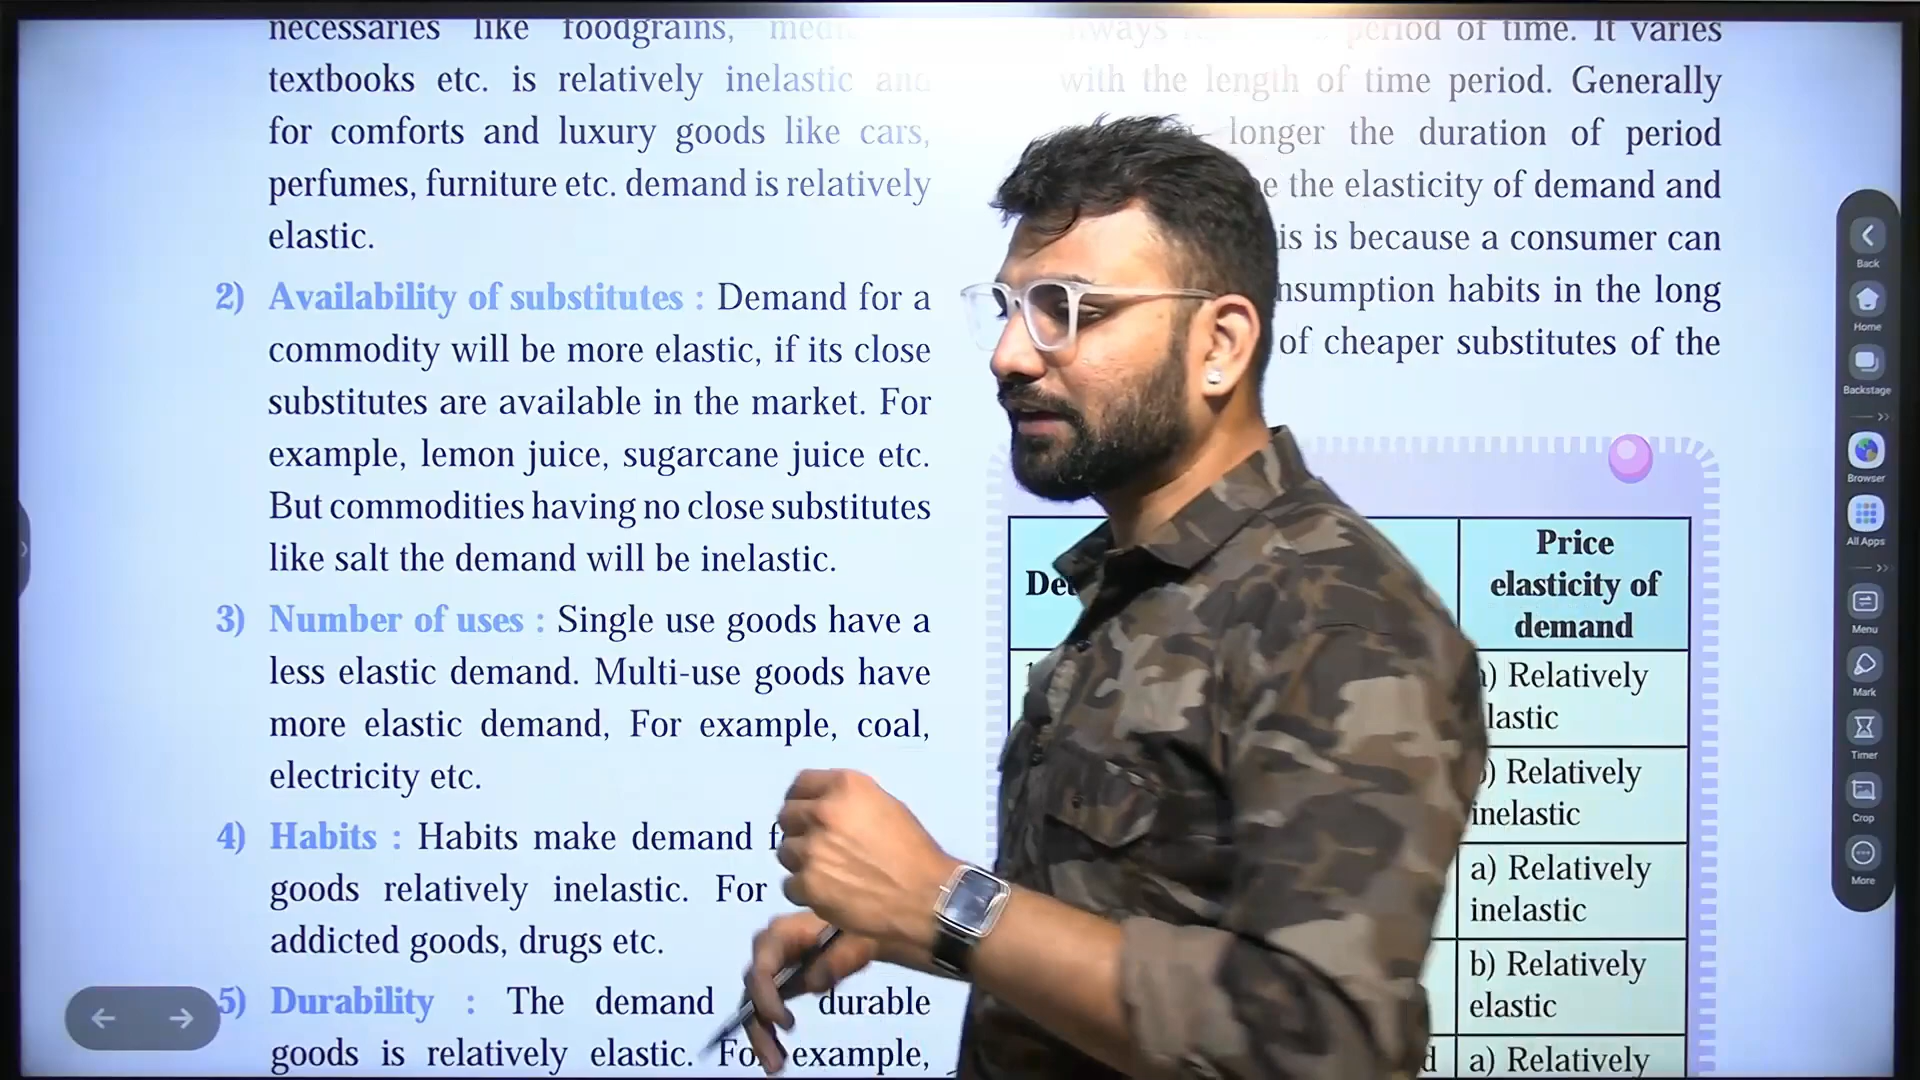 necessaries like foodgrains,
textbooks etc. is relatively inelastic and
for comforts and luxury goods like cars,
perfumes, furniture etc. demand is relatively
elastic.
2) Availability of substitutes : Demand for a
commodity will be more elastic, if its close
substitutes are available in the market. For
example, lemon juice, sugarcane juice etc.
But commodities having no close substitutes
like salt the demand will be inelastic.
3) Number of uses : Single use goods have a
less elastic demand. Multi-use goods have
more elastic demand, For example, coal,
electricity etc.
4) Habits : Habits make demand
goods relatively inelastic. For
addicted goods, drugs etc.
5) Durability : The demand durable
goods is relatively elastic. For example,
period of time. It varies
with the length of time period. Generally
longer the duration of period
the elasticity of demand and
is because a consumer can
habits in the long
of cheaper substitutes of the
Price
elasticity of
demand
Relatively
b) Relatively
inelastic
a) Relatively
inelastic
b) Relatively
elastic
a) Relatively
Back
Home
Backstage
Browser
All Apps
Menu
Mark
Timer
Crop
More